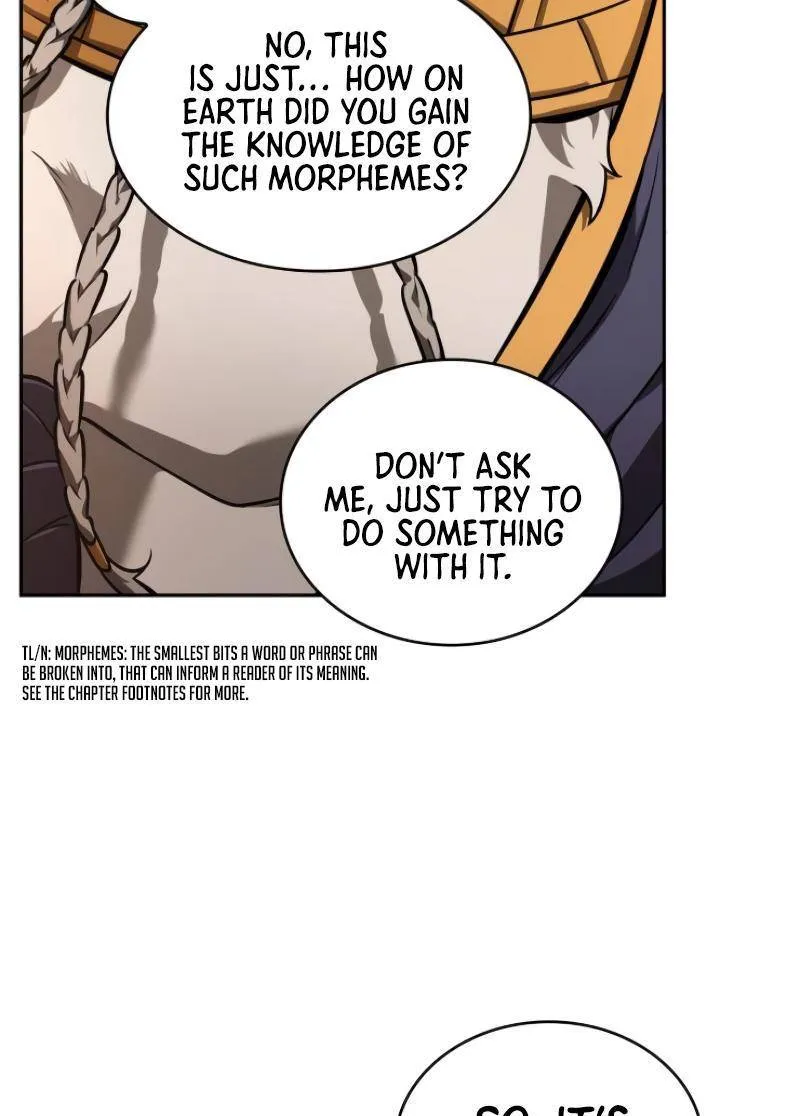 NO, THIS
IS JUST... HOW ON
EARTH DID YOU GAIN
THE KNOWLEDGE OF
SUCH MORPHEMES?
DON'T ASK
ME, JUST TRY TO
DO SOMETHING
WITH IT.
TL/N: MORPHEMES: THE SMALLEST BITS A WORD OR PHRASE CAN
BE BROKEN INTO, THAT CAN INFORM A READER OF ITS MEANING.
SEE THE CHAPTER FOOTNOTES FOR MORE.
SO, IT'S